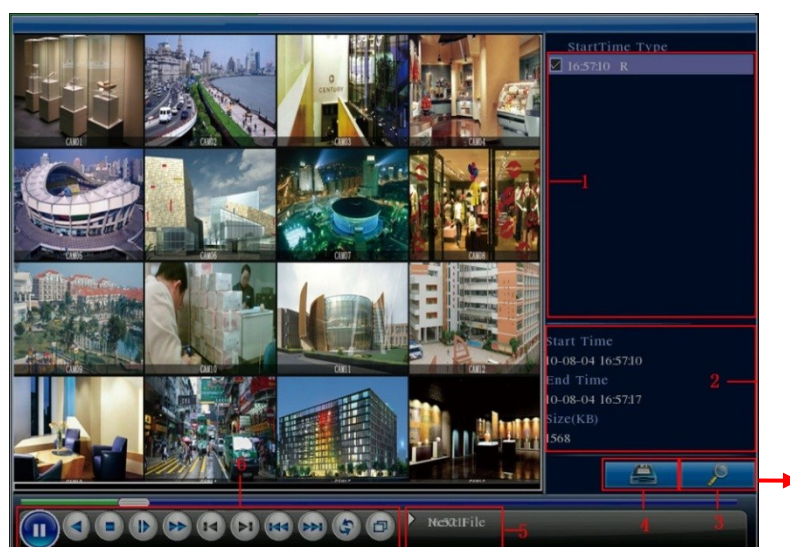 StartTime Type
16:57:10 R
CENTURY
CAM01
CAM02
CAM03
CAM04
CAM05
CAM06
CAM07
CAM08
CAM09
CAM10
CAM11
CAM12
1
Start Time
10-08-04 16:57:10
End Time
10-08-04 16:57:17
Size(KB)
1568
2
6
4
3
5